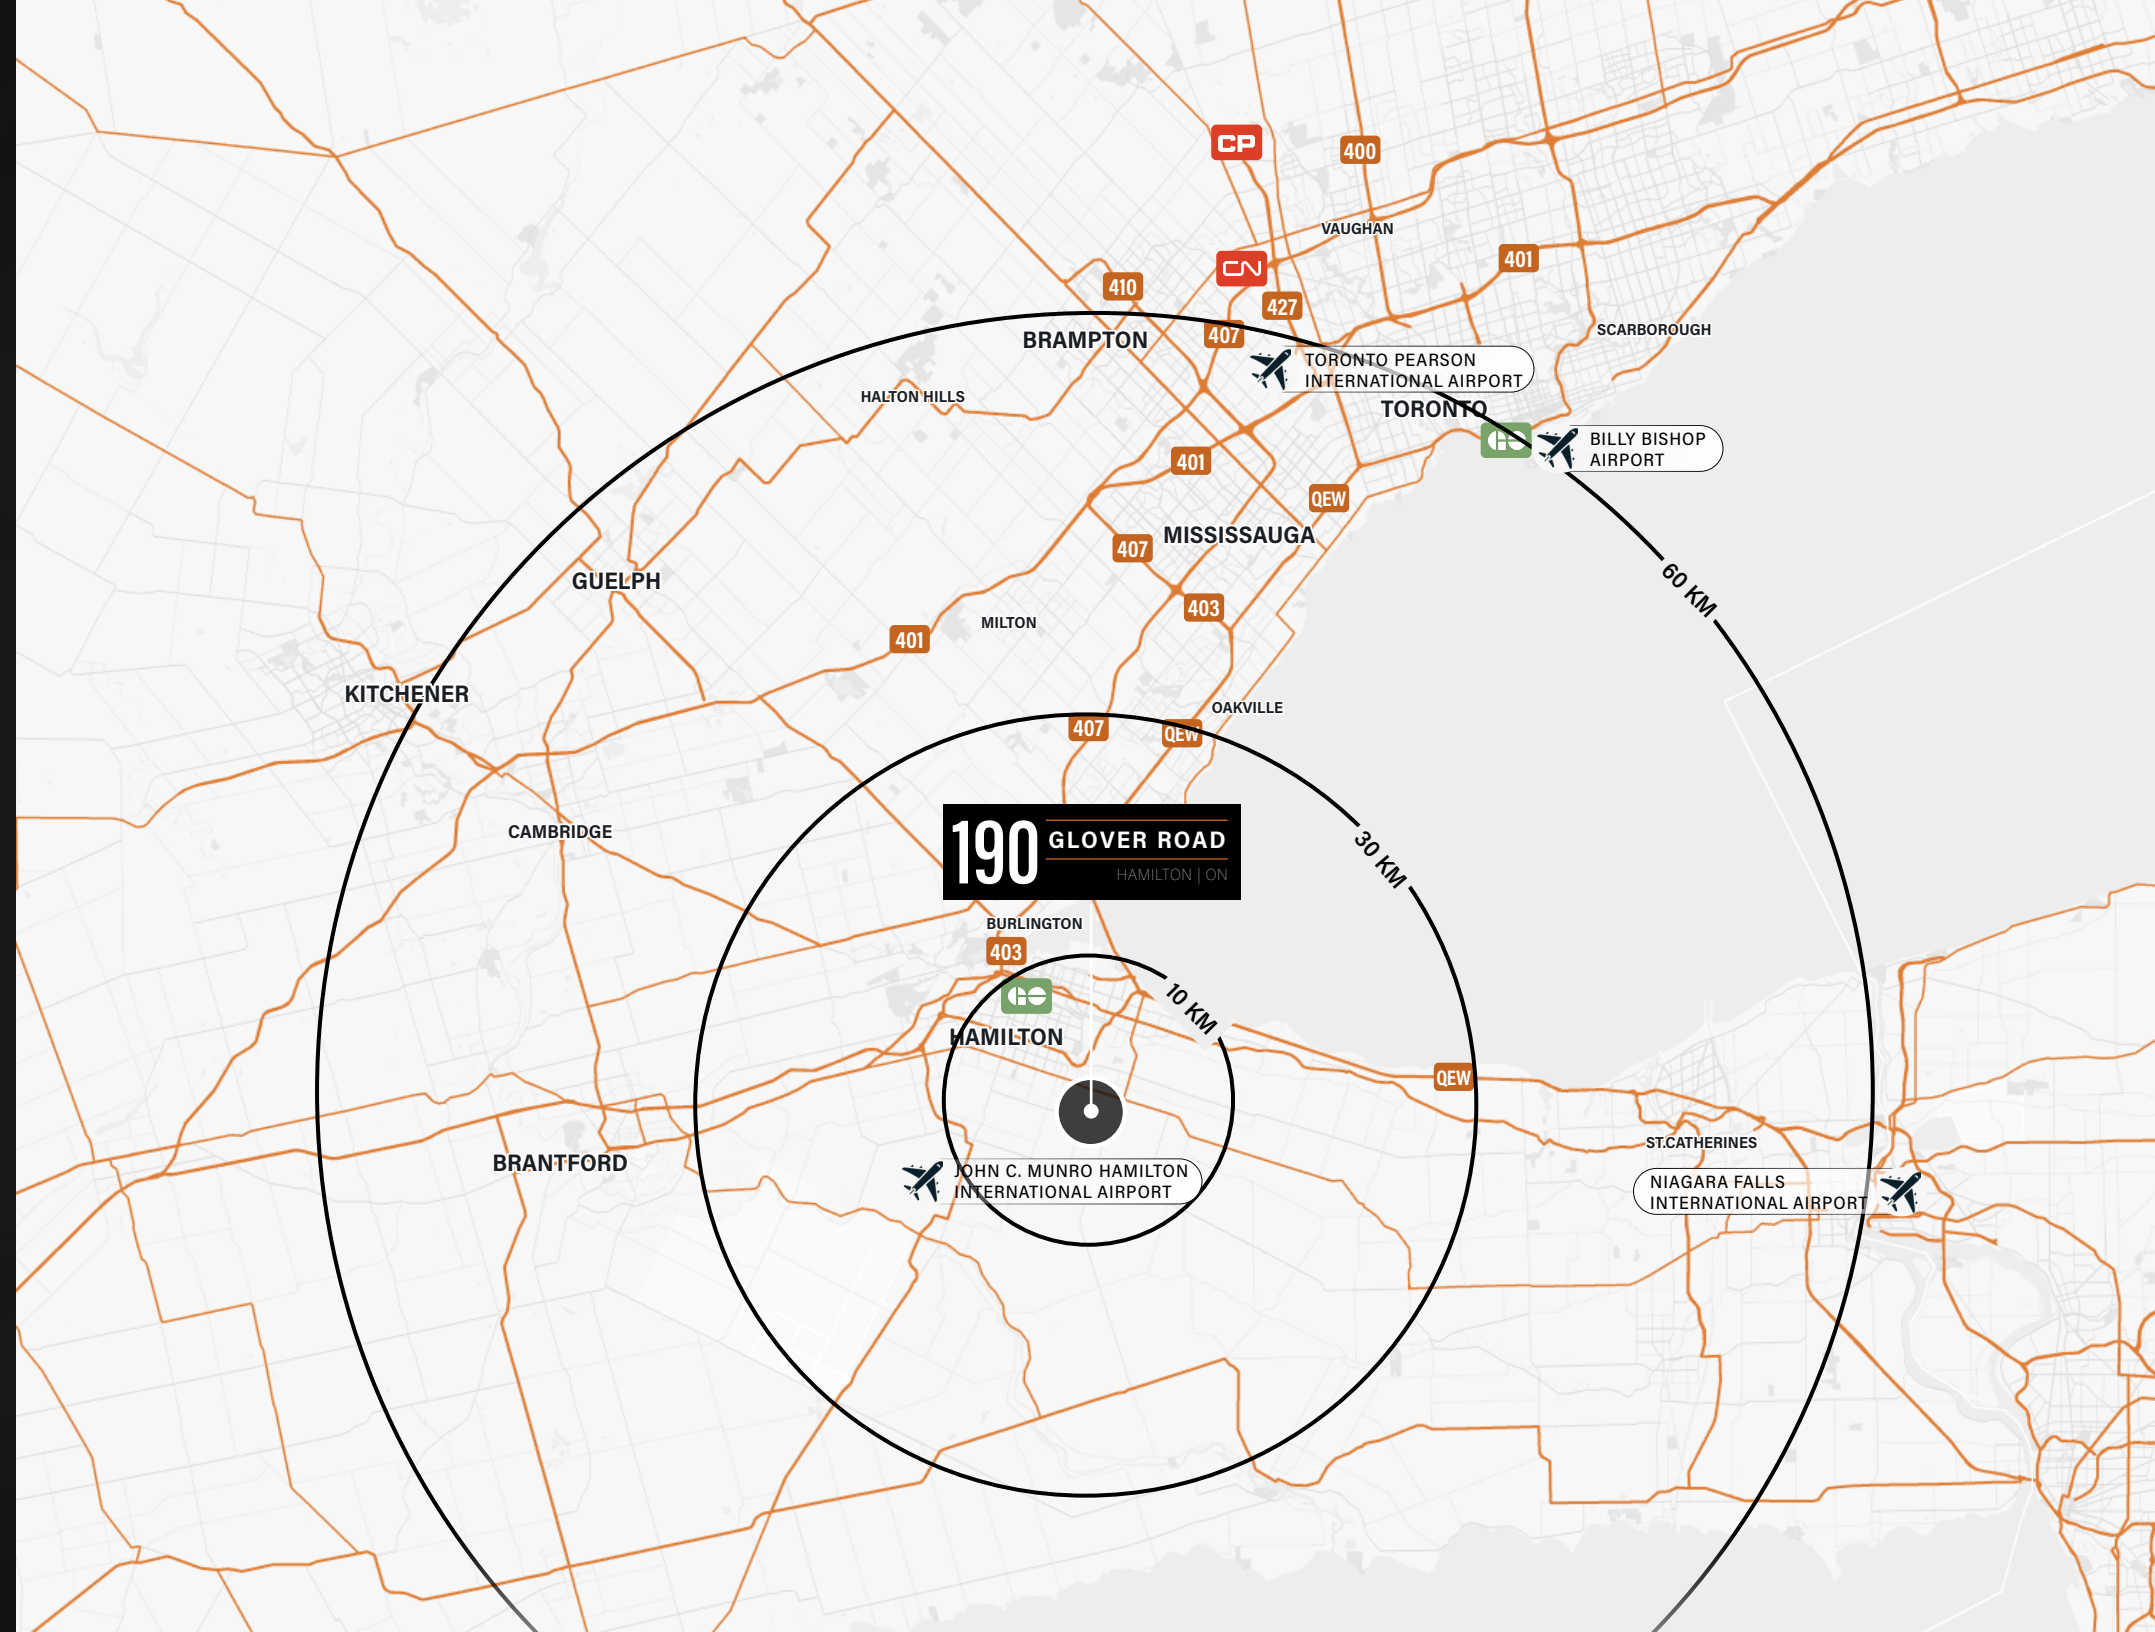 CP
400
VAUGHAN
401
CN
410
427
407
BRAMPTON
SCARBOROUGH
TORONTO PEARSON
INTERNATIONAL AIRPORT
HALTON HILLS
TORONTO
GO
BILLY BISHOP
AIRPORT
401
QEW
MISSISSAUGA
407
GUELPH
60 KM
403
MILTON
401
KITCHENER
OAKVILLE
407
QEW
CAMBRIDGE
190
GLOVER ROAD
HAMILTON | ON
30 KM
BURLINGTON
403
GO
10 KM
HAMILTON
QEW
ST.CATHERINES
BRANTFORD
JOHN C. MUNRO HAMILTON
INTERNATIONAL AIRPORT
NIAGARA FALLS
INTERNATIONAL AIRPORT